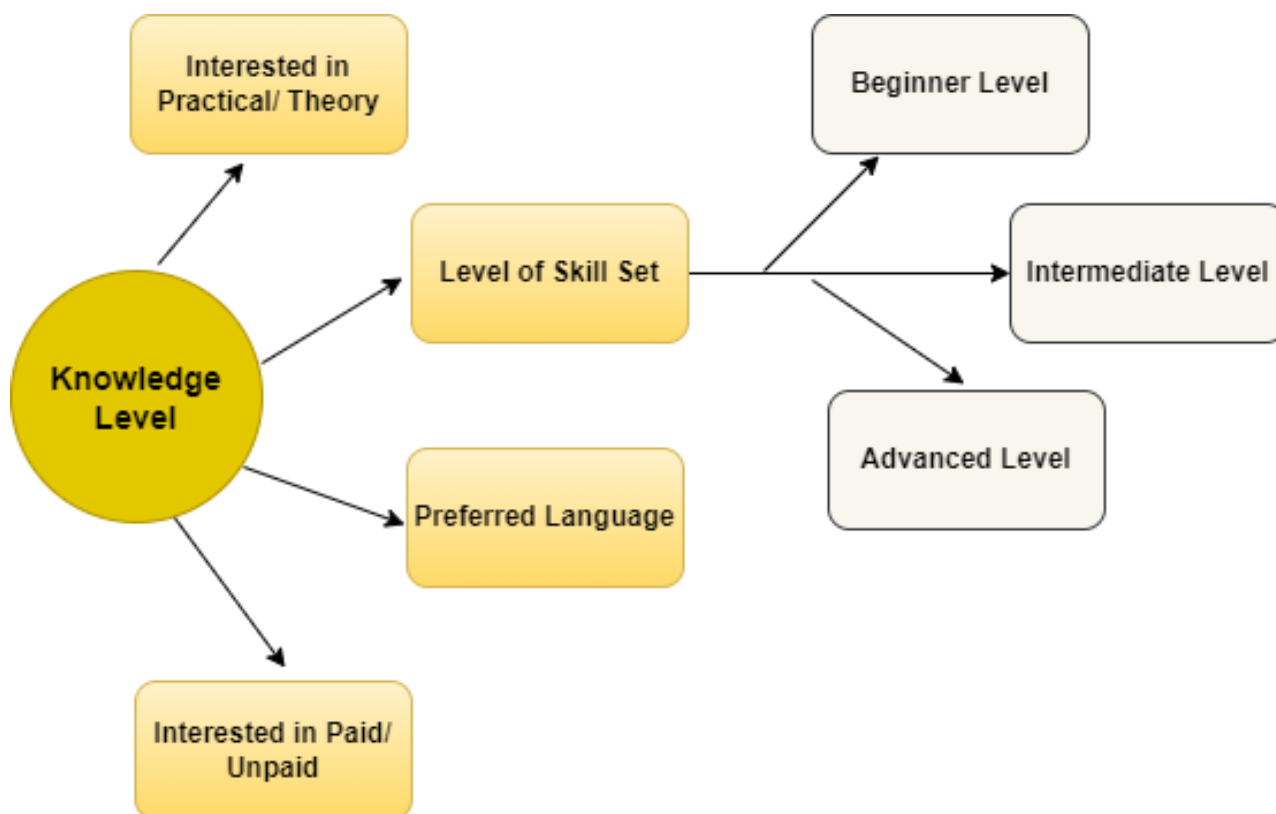 Interested in
Practical/ Theory
Beginner Level
Level of Skill Set
Intermediate Level
Knowledge
Level
Advanced Level
Preferred Language
Interested in Paid/
Unpaid